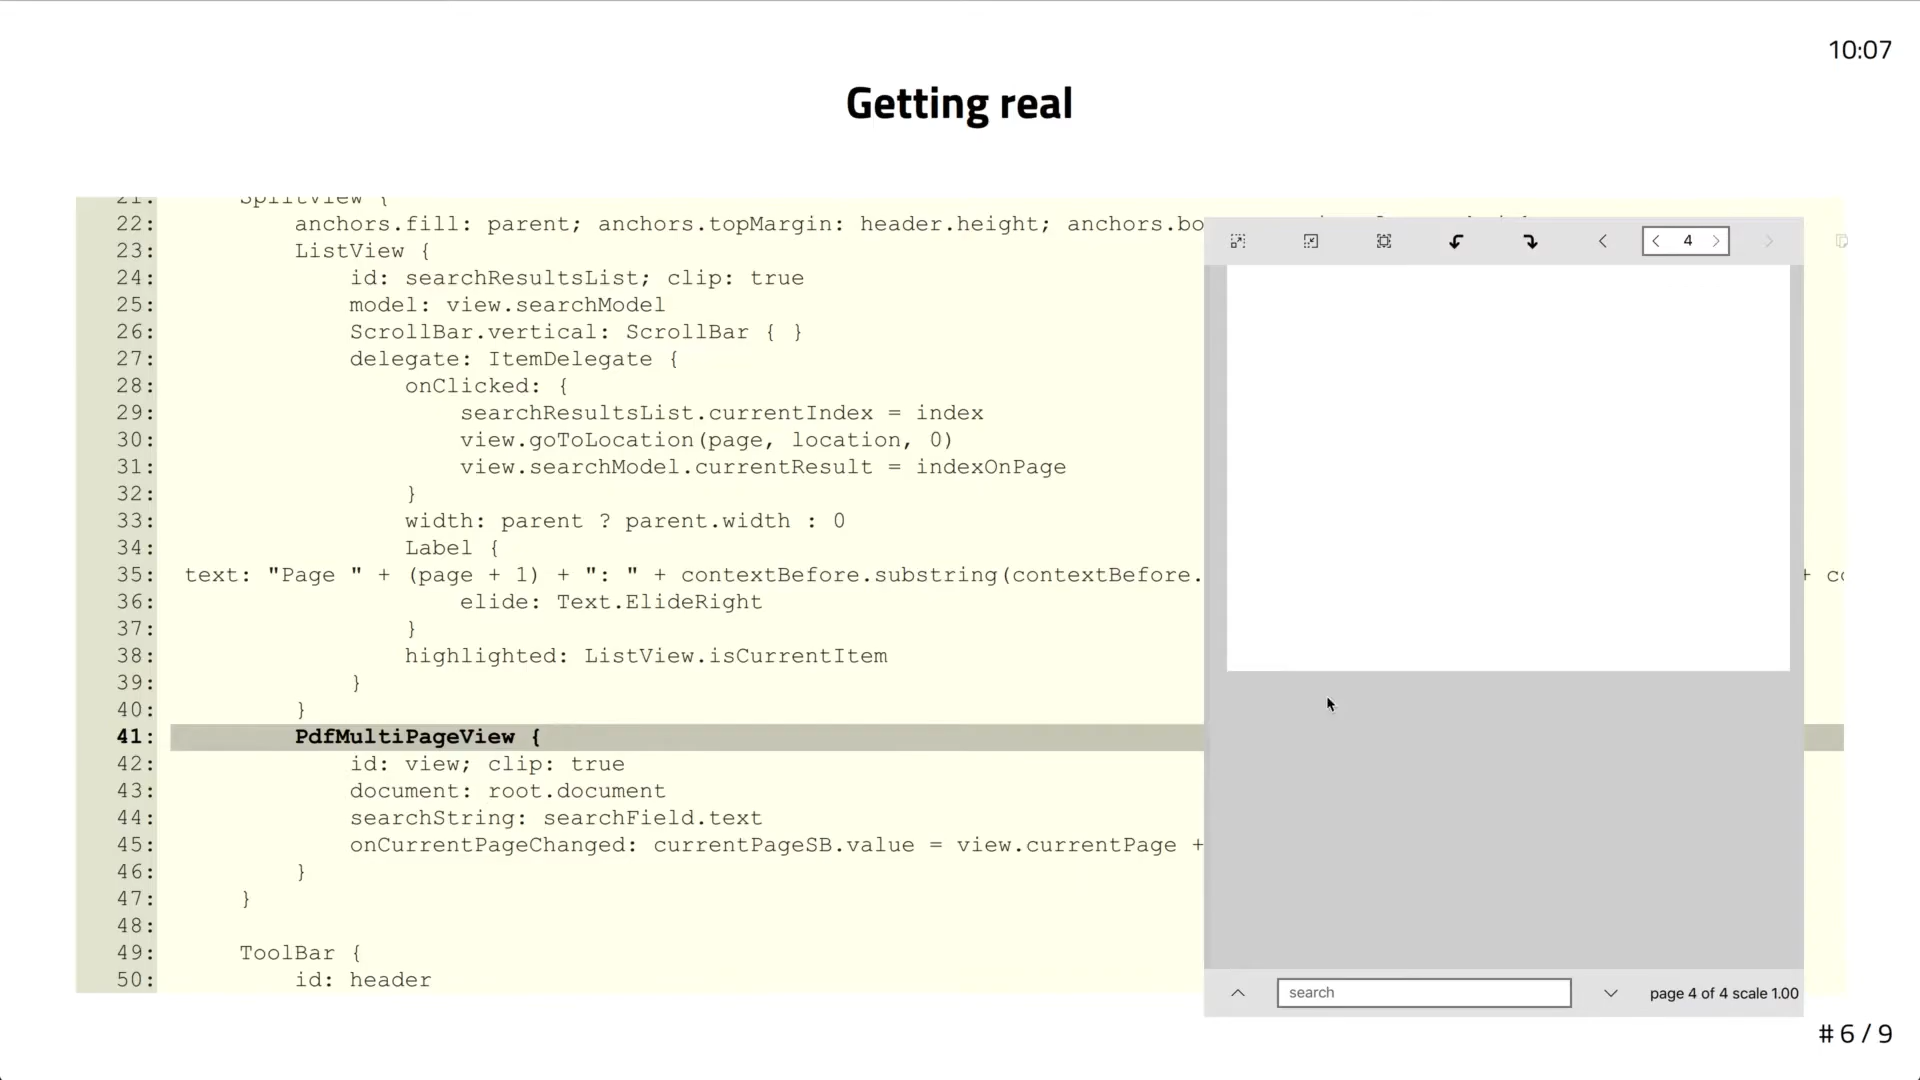 10:07
Getting real
21: SplitView {
22: anchors.fill: parent; anchors.topMargin: header.height; anchors.bo
23: ListView {
24: id: searchResultsList; clip: true
25: model: view.searchModel
26: ScrollBar.vertical: ScrollBar { }
27: delegate: ItemDelegate {
28: onClicked: {
29: searchResultsList.currentIndex = index
30: view.goToLocation(page, location, 0)
31: view.searchModel.currentResult = indexOnPage
32: }
33: width: parent ? parent.width : 0
34: Label {
35: text: "Page " + (page + 1) + ": " + contextBefore.substring(contextBefore. + co
36: elide: Text.ElideRight
37: }
38: highlighted: ListView.isCurrentItem
39: }
40: }
41: PdfMultiPageView {
42: id: view; clip: true
43: document: root.document
44: searchString: searchField.text
45: onCurrentPageChanged: currentPageSB.value = view.currentPage +
46: }
47: }
48:
49: ToolBar {
50: id: header
4
search
page 4 of 4 scale 1.00
# 6 / 9